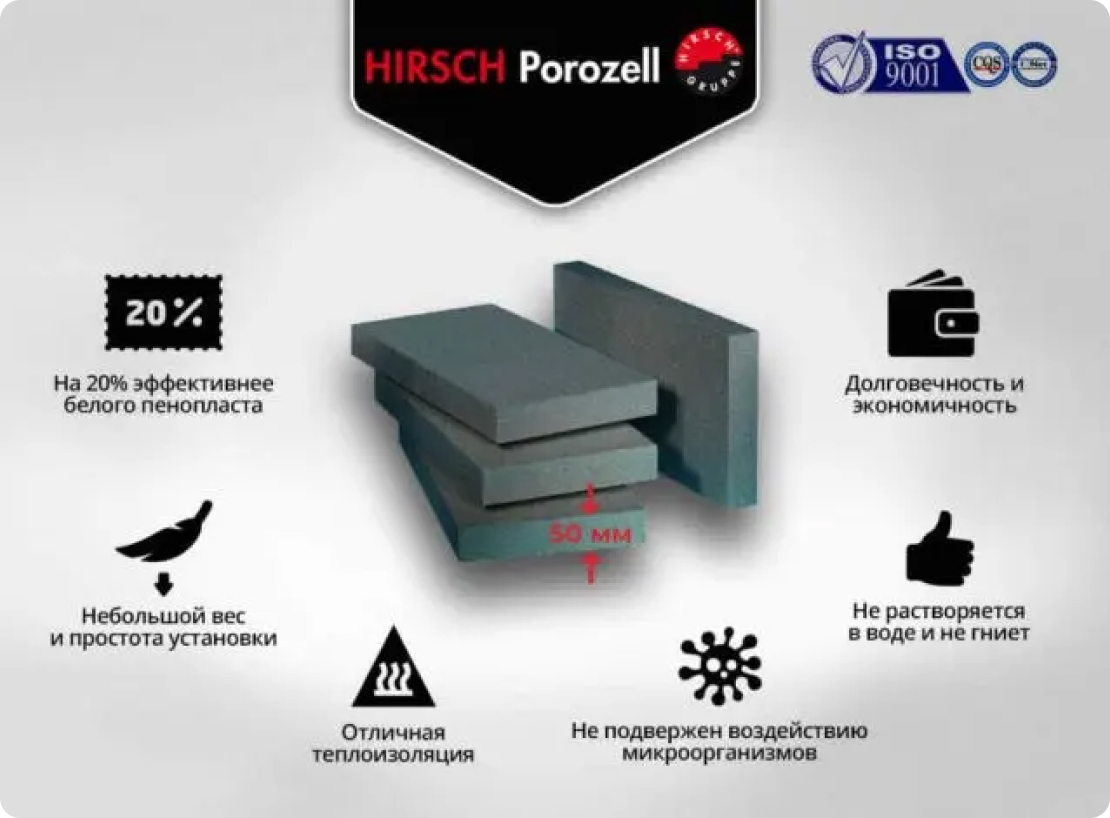 HIRSCH Porozell
HIRSCH
GRUPPE
ISO
9001
CQS
20%
На 20% эффективнее
белого пенопласта
Долговечность и
экономичность
50 мм
Небольшой вес
и простота установки
Не растворяется
в воде и не гниет
Отличная
теплоизоляция
Не подвержен воздействию
микроорганизмов